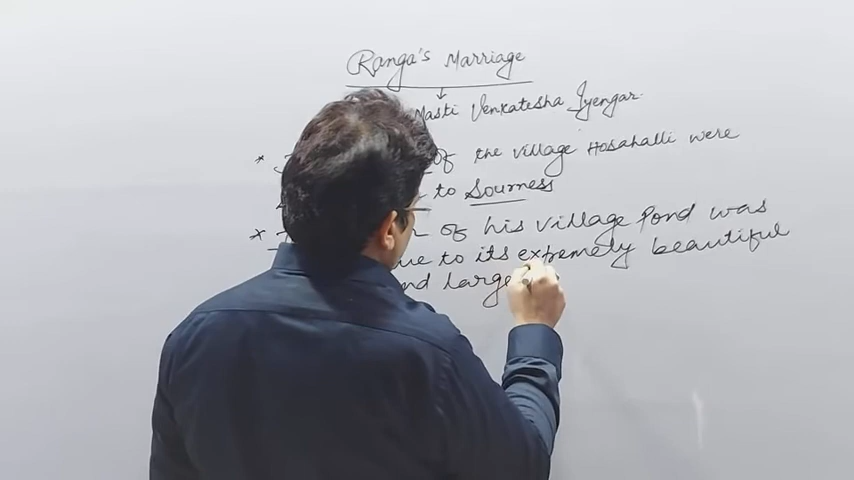 Ranga's Marriage
Masti Venkatesha Iyengar.
* of the village Hosahalli were
to Sourness
* of his village Pond was
ue to its extremely beautiful
nd large